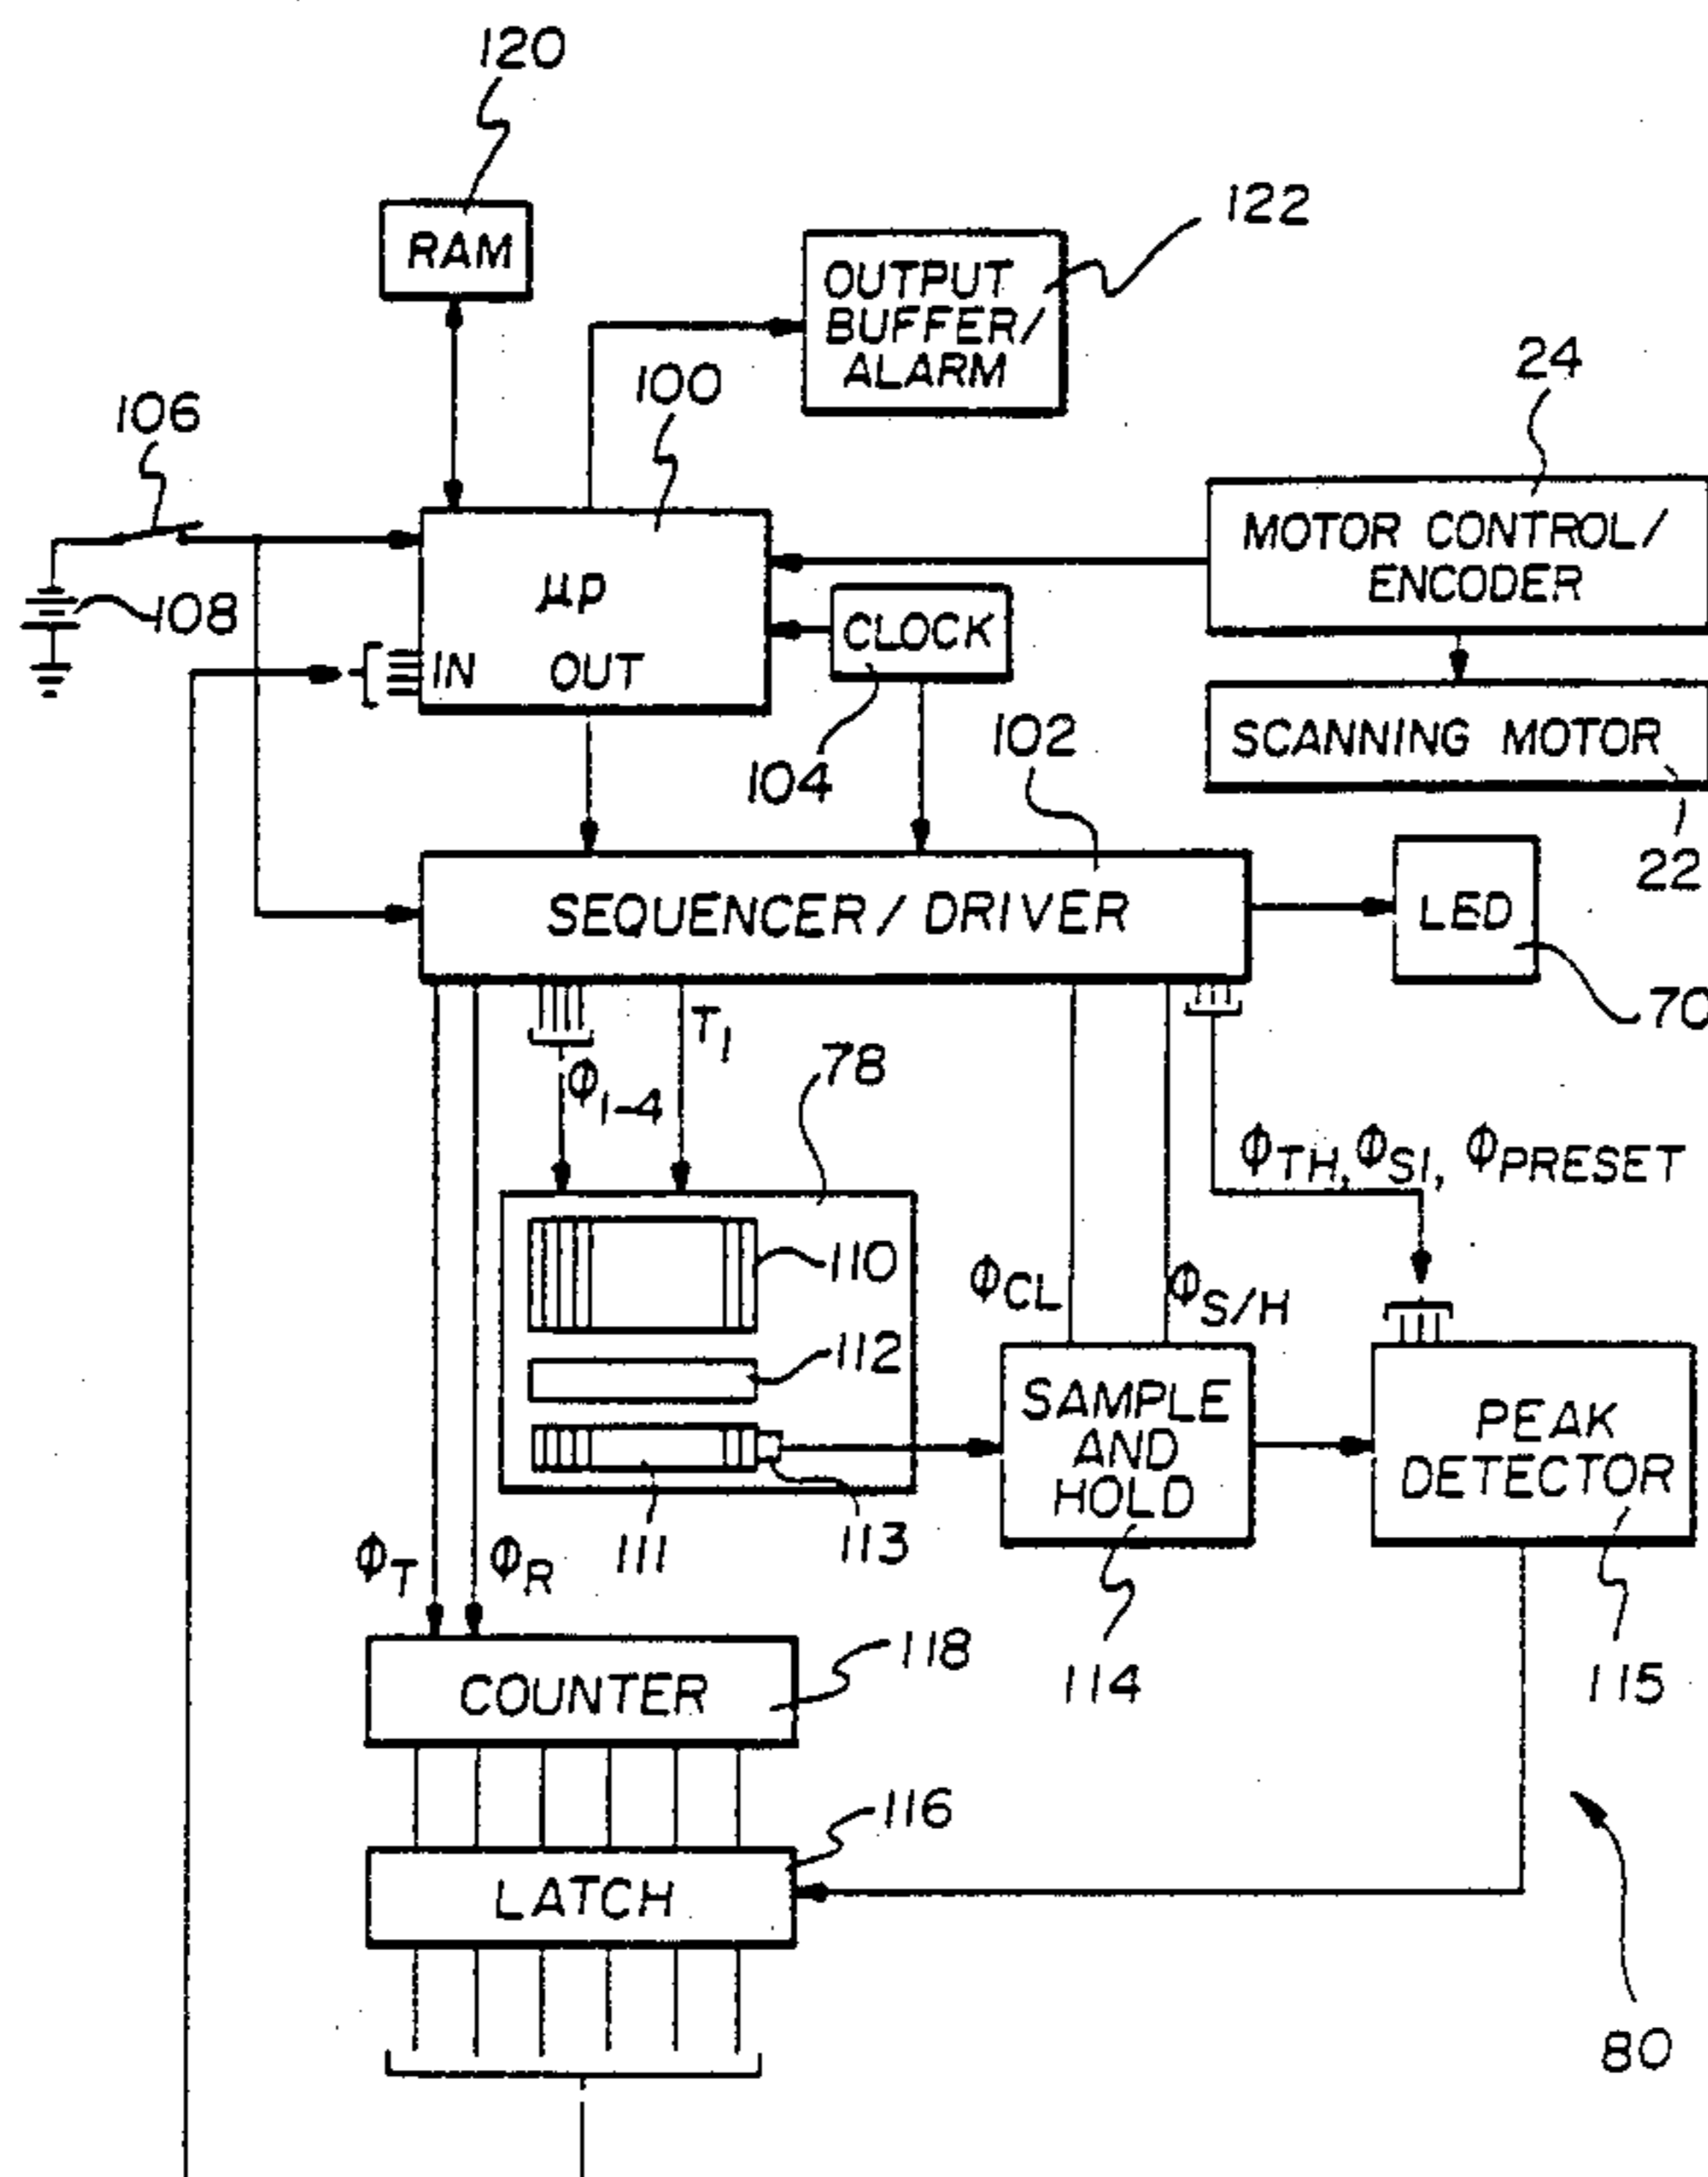 120
RAM
122
OUTPUT
BUFFER/
ALARM
100
106
24
108
μP
IN
OUT
MOTOR CONTROL/
ENCODER
CLOCK
104
102
SCANNING MOTOR
22
SEQUENCER/DRIVER
LED
70
T1
Φ1-4
78
ΦTH, ΦSI, ΦPRESET
110
ΦCL
ΦS/H
112
SAMPLE
AND
HOLD
PEAK
DETECTOR
ΦT
ΦR
111
113
114
115
118
COUNTER
116
LATCH
80